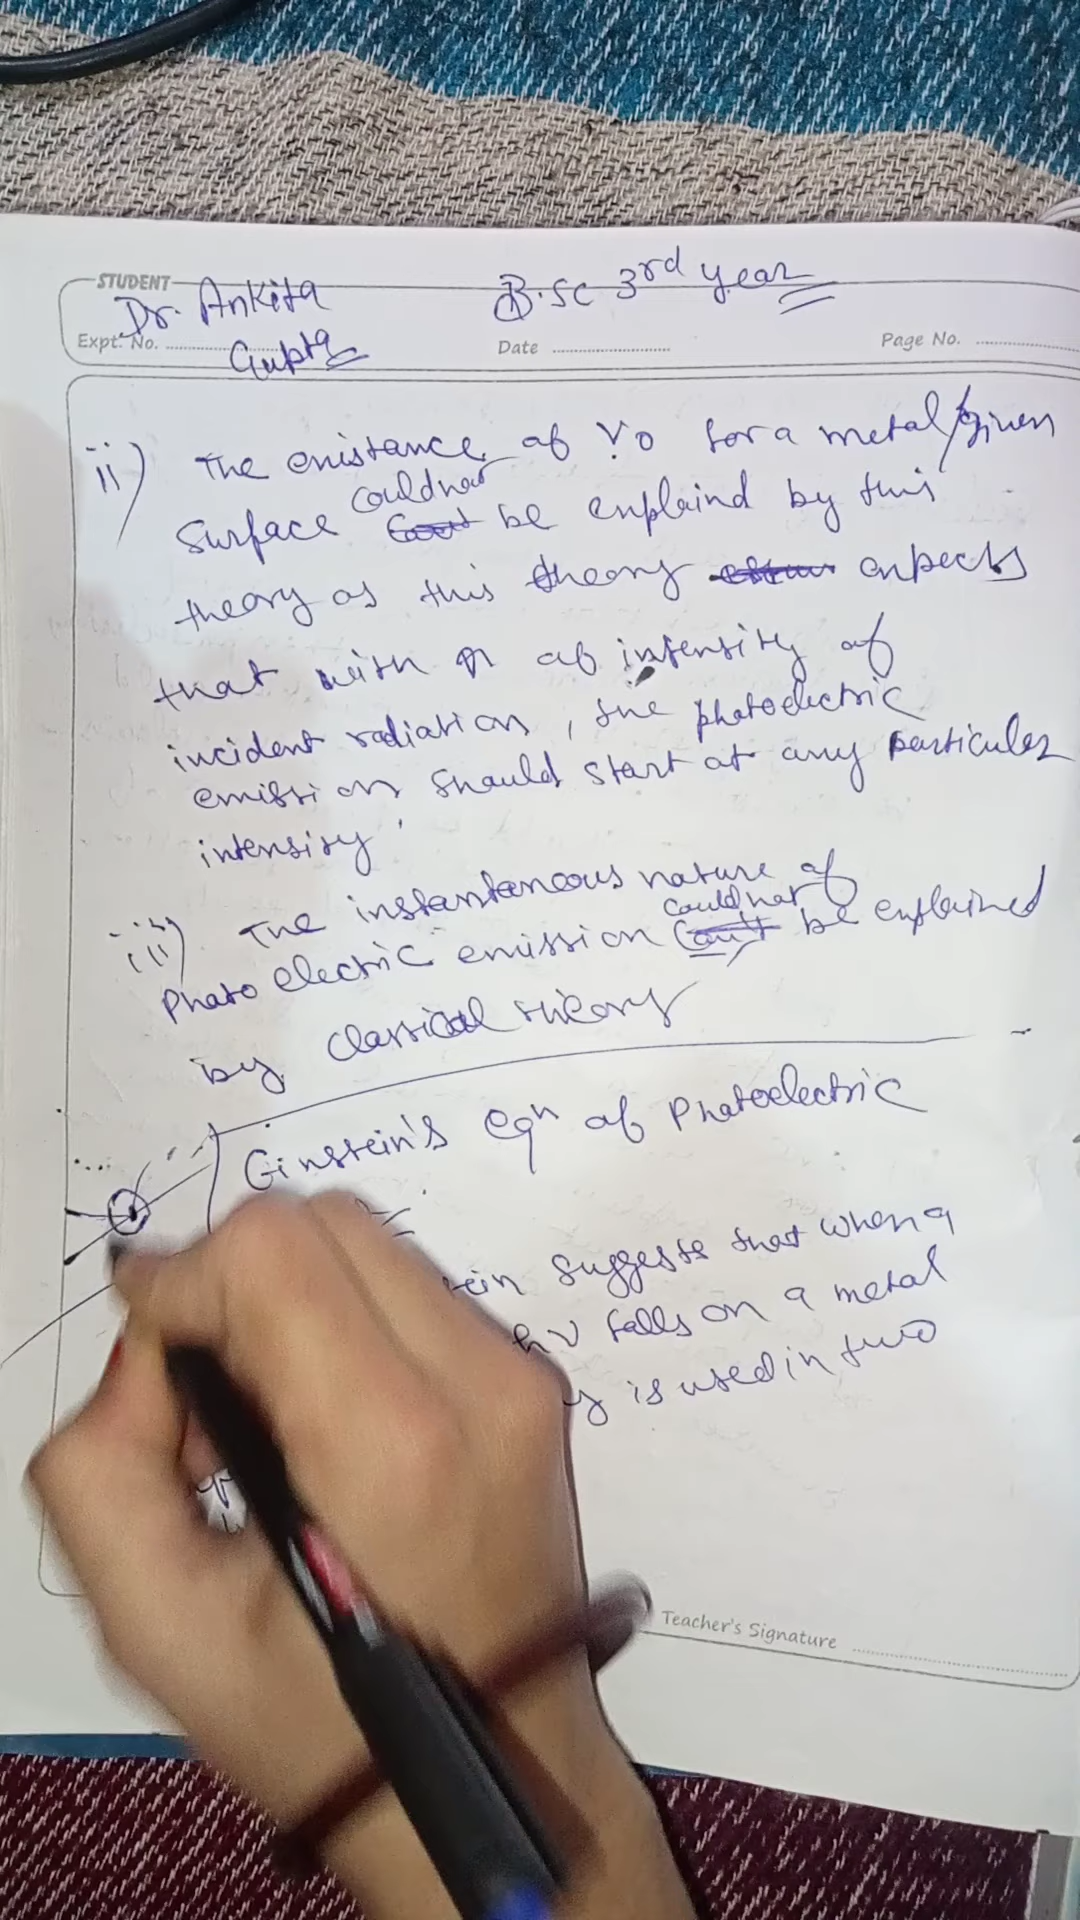 STUDENT
Dr. Ankita
Gupta
B.Sc 3rd year
Expt. No.
Date
Page No.
ii) The existance of ν0 for a metal/given
surface couldnot be explaind by this
theory as this theory expects
that with ↑ of intensity of
incident radiation, the photoelectric
emission should start at any particular
intensity.
iii) The instantaneous nature of
Photo electric emission couldnot be explained
by classical theory
Einstein's Eqn of Photoelectric
suggests that when a
hν falls on a metal
is used in two
Teacher's Signature